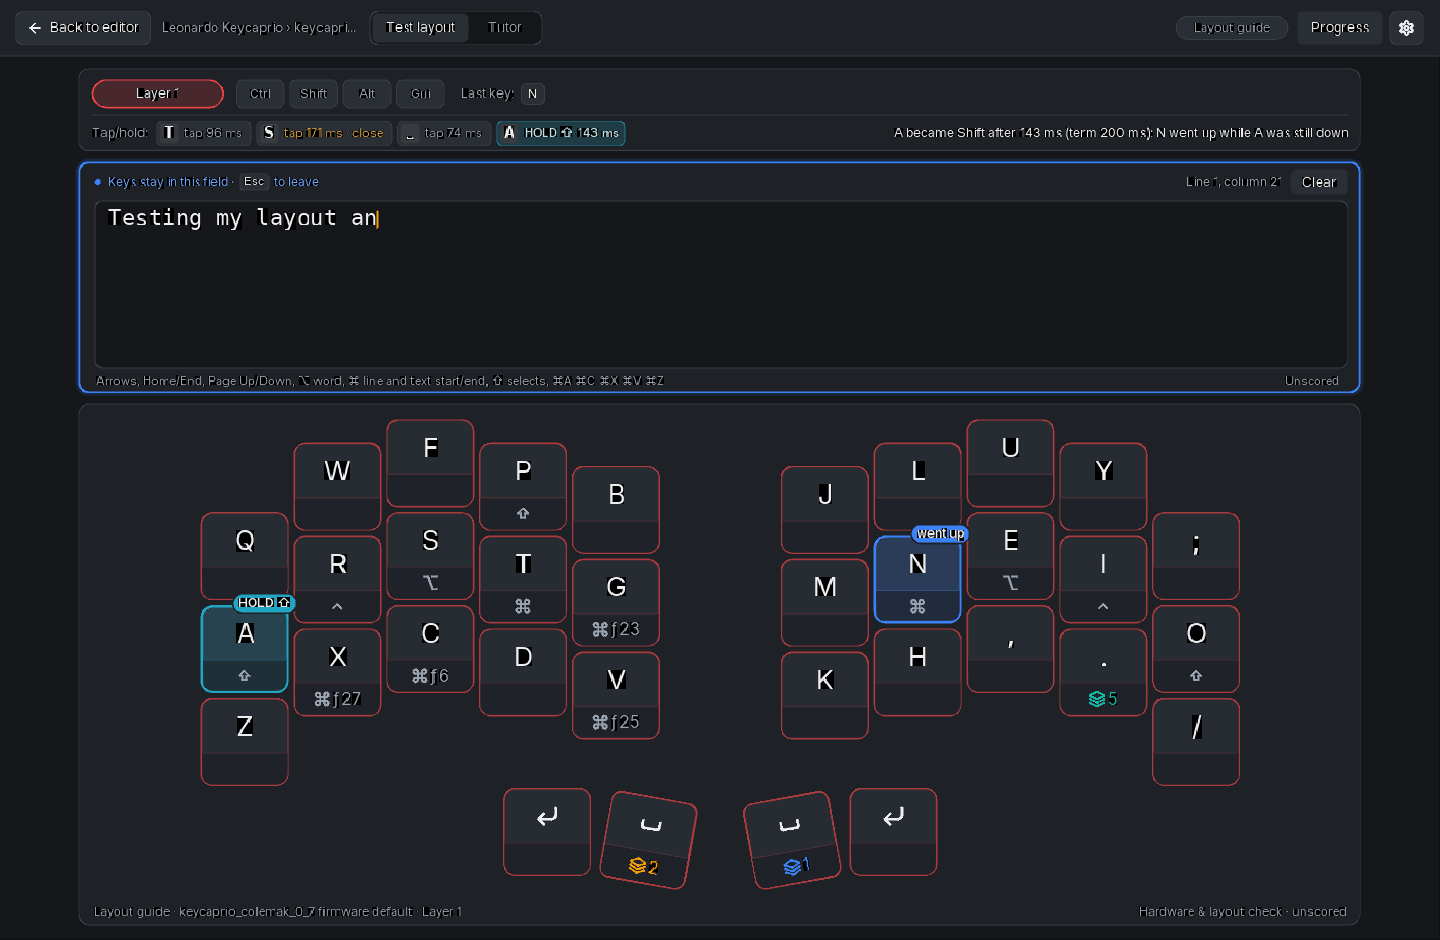 ← Back to editor Leonardo Keycaprio › keycapri... Test layout Tutor Layout guide Progress
Layer 1 Ctrl Shift Alt Gui Last key: N
Tap/hold: T tap 96 ms S tap 171 ms · close ⎵ tap 74 ms A HOLD ⇧ 143 ms A became Shift after 143 ms (term 200 ms): N went up while A was still down
Keys stay in this field · Esc to leave Line 1, column 21 Clear
Testing my layout an
Arrows, Home/End, Page Up/Down, ⌥ word, ⌘ line and text start/end, ⇧ selects, ⌘A ⌘C ⌘X ⌘V ⌘Z Unscored
Q
W
F
P ⇧
B
J
L
U
Y
;
HOLD ⇧
A ⇧
R ^
S ⌥
T ⌘
G ⌘ƒ23
M
went up
N ⌘
E ⌥
I ^
O ⇧
Z
X ⌘ƒ27
C ⌘ƒ6
D
V ⌘ƒ25
K
H
,
. 5
/
↵
⎵ 2
⎵ 1
↵
Layout guide · keycaprio_colemak_0_7 firmware default · Layer 1 Hardware & layout check · unscored